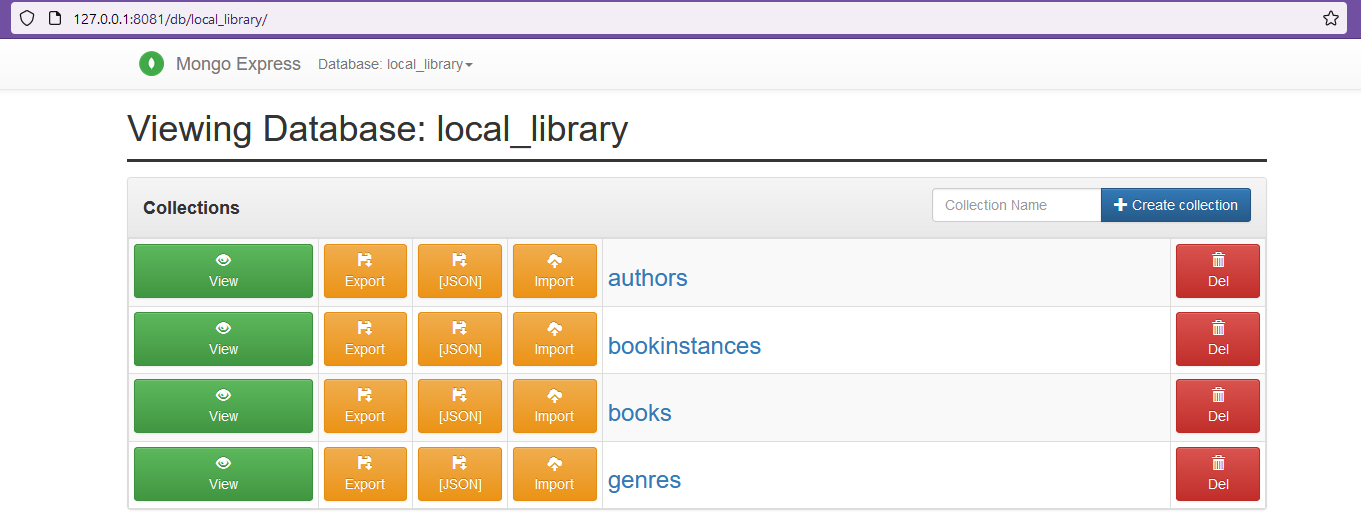 127.0.0.1:8081/db/local_library/
Mongo Express Database: local_library
Viewing Database: local_library
Collections Collection Name Create collection
View Export [JSON] Import authors Del
View Export [JSON] Import bookinstances Del
View Export [JSON] Import books Del
View Export [JSON] Import genres Del